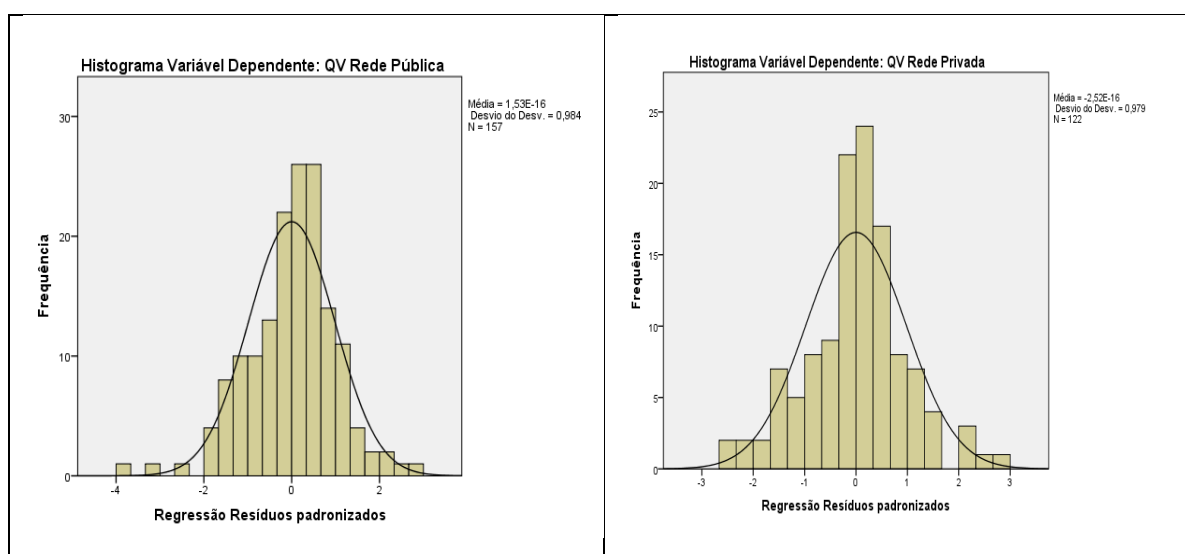 Histograma Variável Dependente: QV Rede Pública
Média = 1,53E-16
Desvio do Desv. = 0,984
N = 157
Frequência
30
20
10
0
-4 -2 0 2
Regressão Resíduos padronizados
Histograma Variável Dependente: QV Rede Privada
Média = -2,52E-16
Desvio do Desv. = 0,979
N = 122
Frequência
25
20
15
10
5
0
-3 -2 -1 0 1 2 3
Regressão Resíduos padronizados